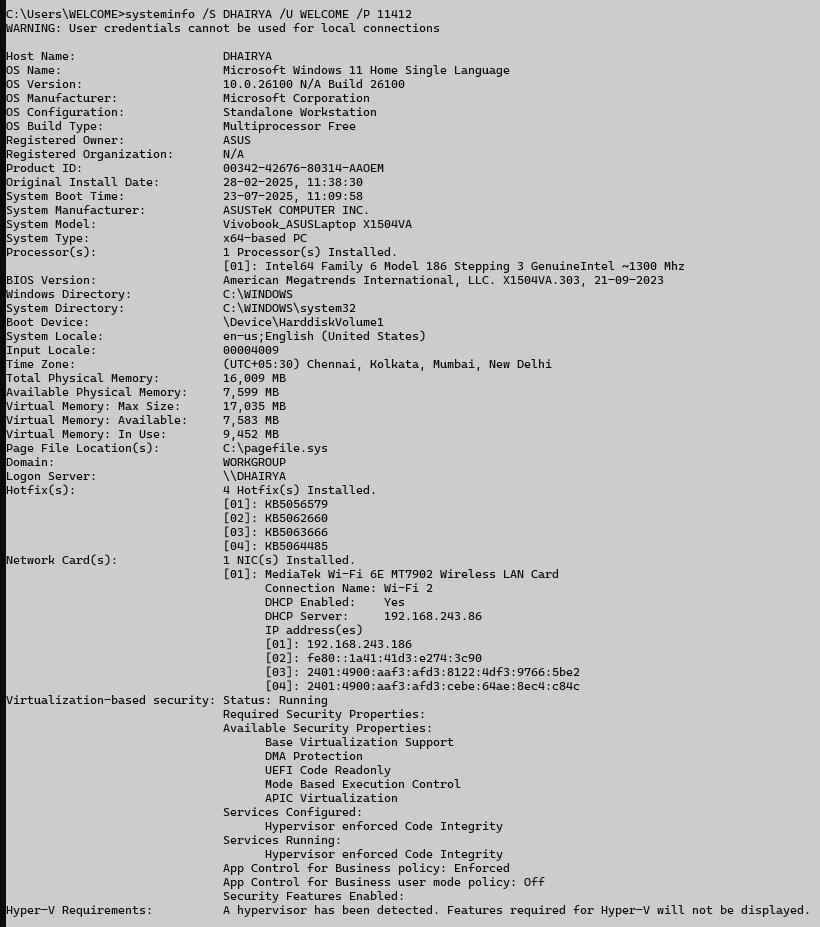 C:\Users\WELCOME>systeminfo /S DHAIRYA /U WELCOME /P 11412
WARNING: User credentials cannot be used for local connections
Host Name: DHAIRYA
OS Name: Microsoft Windows 11 Home Single Language
OS Version: 10.0.26100 N/A Build 26100
OS Manufacturer: Microsoft Corporation
OS Configuration: Standalone Workstation
OS Build Type: Multiprocessor Free
Registered Owner: ASUS
Registered Organization: N/A
Product ID: 00342-42676-80314-AAOEM
Original Install Date: 28-02-2025, 11:38:30
System Boot Time: 23-07-2025, 11:09:58
System Manufacturer: ASUSTeK COMPUTER INC.
System Model: Vivobook_ASUSLaptop X1504VA
System Type: x64-based PC
Processor(s): 1 Processor(s) Installed.
[01]: Intel64 Family 6 Model 186 Stepping 3 GenuineIntel ~1300 Mhz
BIOS Version: American Megatrends International, LLC. X1504VA.303, 21-09-2023
Windows Directory: C:\WINDOWS
System Directory: C:\WINDOWS\system32
Boot Device: \Device\HarddiskVolume1
System Locale: en-us;English (United States)
Input Locale: 00004009
Time Zone: (UTC+05:30) Chennai, Kolkata, Mumbai, New Delhi
Total Physical Memory: 16,009 MB
Available Physical Memory: 7,599 MB
Virtual Memory: Max Size: 17,035 MB
Virtual Memory: Available: 7,583 MB
Virtual Memory: In Use: 9,452 MB
Page File Location(s): C:\pagefile.sys
Domain: WORKGROUP
Logon Server: \\DHAIRYA
Hotfix(s): 4 Hotfix(s) Installed.
[01]: KB5056579
[02]: KB5062660
[03]: KB5063666
[04]: KB5064485
Network Card(s): 1 NIC(s) Installed.
[01]: MediaTek Wi-Fi 6E MT7902 Wireless LAN Card
Connection Name: Wi-Fi 2
DHCP Enabled: Yes
DHCP Server: 192.168.243.86
IP address(es)
[01]: 192.168.243.186
[02]: fe80::1a41:41d3:e274:3c90
[03]: 2401:4900:aaf3:afd3:8122:4df3:9766:5be2
[04]: 2401:4900:aaf3:afd3:cebe:64ae:8ec4:c84c
Virtualization-based security: Status: Running
Required Security Properties:
Available Security Properties:
Base Virtualization Support
DMA Protection
UEFI Code Readonly
Mode Based Execution Control
APIC Virtualization
Services Configured:
Hypervisor enforced Code Integrity
Services Running:
Hypervisor enforced Code Integrity
App Control for Business policy: Enforced
App Control for Business user mode policy: Off
Security Features Enabled:
Hyper-V Requirements: A hypervisor has been detected. Features required for Hyper-V will not be displayed.